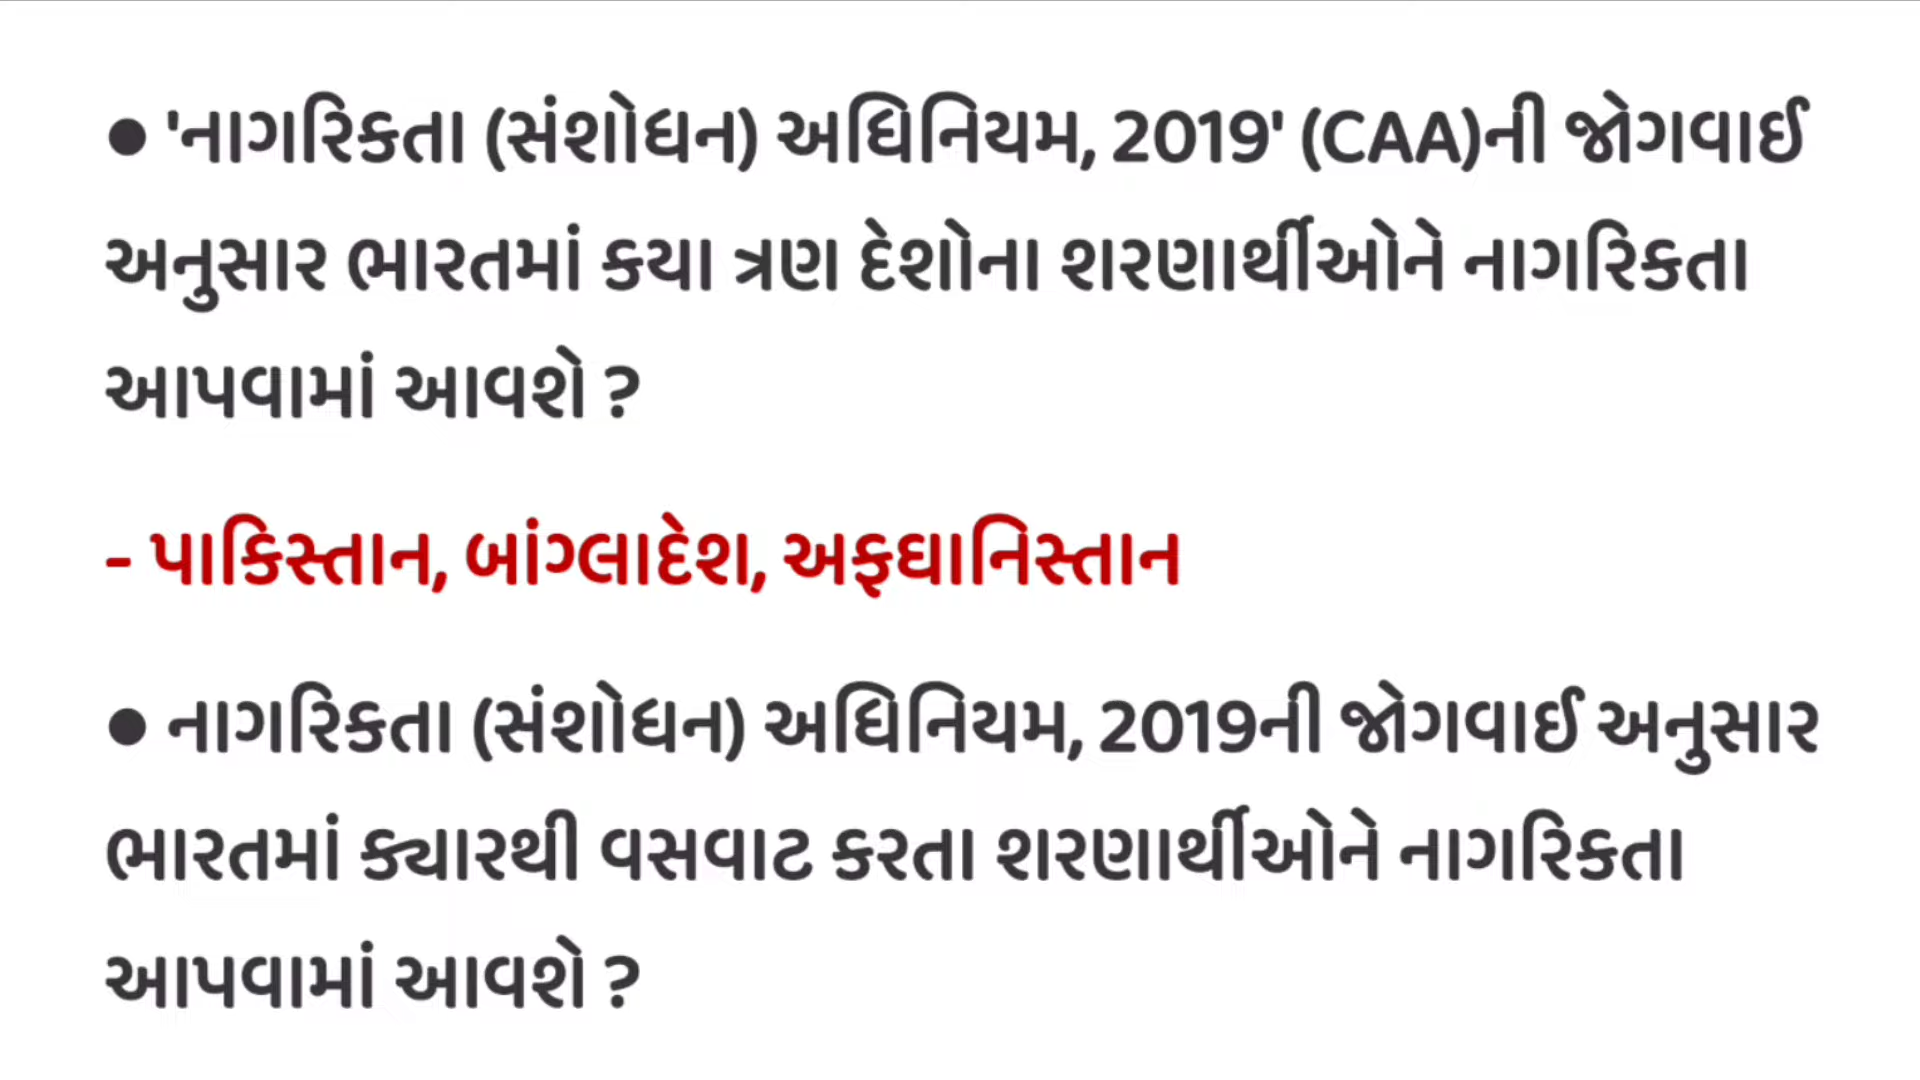 ● 'નાગરિકતા (સંશોધન) અધિનિયમ, 2019' (CAA)ની જોગવાઈ
અનુસાર ભારતમાં કયા ત્રણ દેશોના શરણાર્થીઓને નાગરિકતા
આપવામાં આવશે ?
- પાકિસ્તાન, બાંગ્લાદેશ, અફઘાનિસ્તાન
● નાગરિકતા (સંશોધન) અધિનિયમ, 2019ની જોગવાઈ અનુસાર
ભારતમાં ક્યારથી વસવાટ કરતા શરણાર્થીઓને નાગરિકતા
આપવામાં આવશે ?